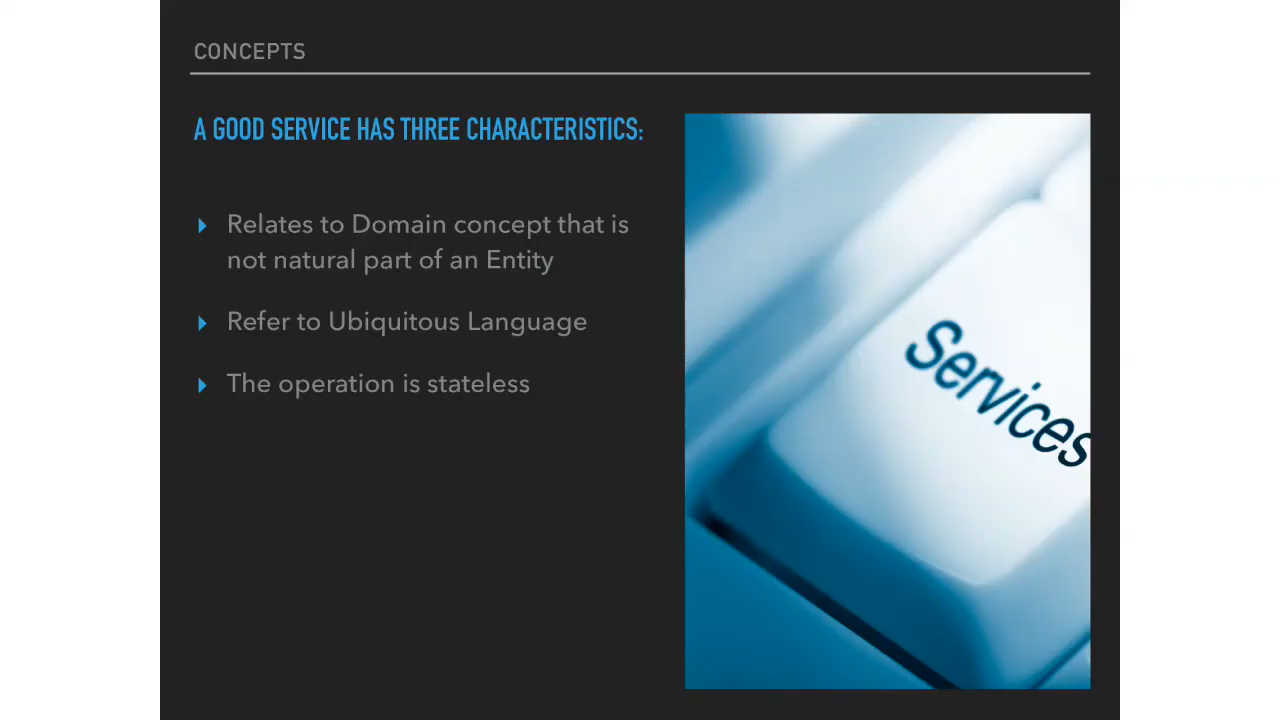 CONCEPTS
A GOOD SERVICE HAS THREE CHARACTERISTICS:
Relates to Domain concept that is
not natural part of an Entity
Refer to Ubiquitous Language
The operation is stateless
Services